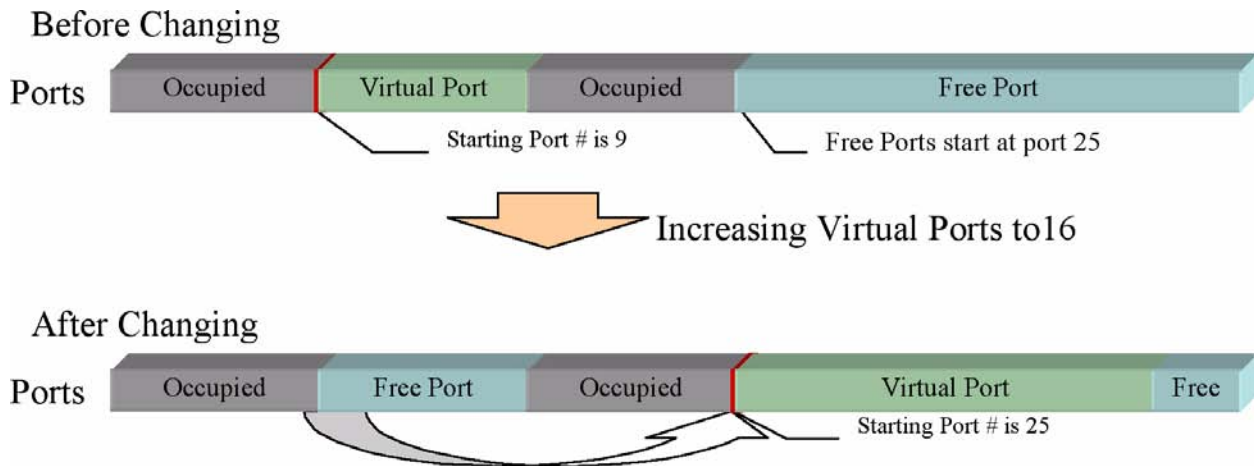 Before Changing
Ports Occupied Virtual Port Occupied Free Port
Starting Port # is 9 Free Ports start at port 25
Increasing Virtual Ports to16
After Changing
Ports Occupied Free Port Occupied Virtual Port Free
Starting Port # is 25